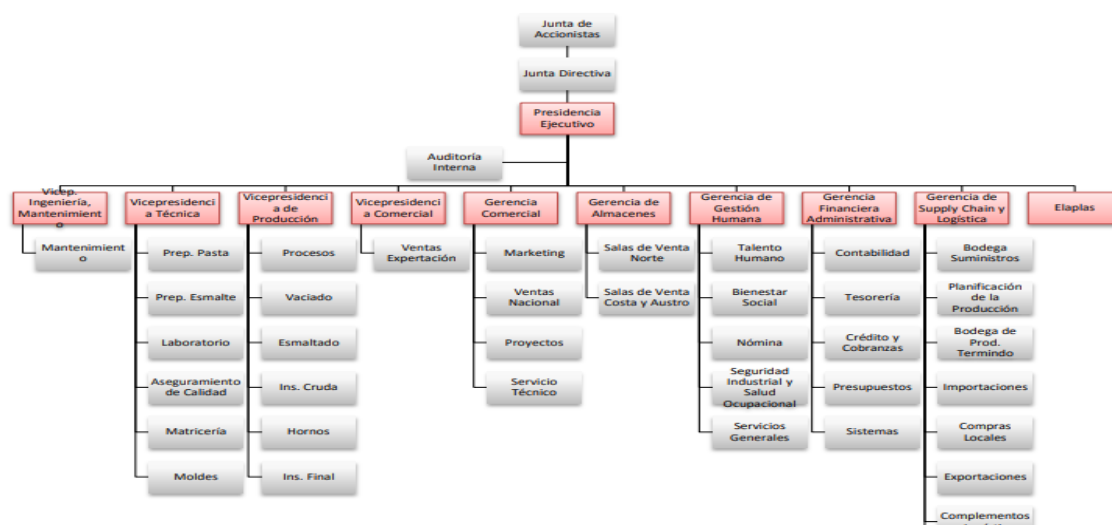 Junta de
Accionistas
Junta Directiva
Presidencia
Ejecutivo
Auditoría
Interna
Vicep.
Ingeniería,
Mantenimient
o
Vicepresidenci
a Técnica
Vicepresidenci
a de
Producción
Vicepresidenci
a Comercial
Gerencia
Comercial
Gerencia
de Almacenes
Gerencia de
Gestión
Humana
Gerencia
Financiera
Administrativa
Gerencia de
Supply Chain y
Logística
Elaplas
Mantenimient
o
Prep. Pasta
Prep. Esmalte
Laboratorio
Aseguramiento
de Calidad
Matricería
Moldes
Procesos
Vaciado
Esmaltado
Ins. Cruda
Hornos
Ins. Final
Ventas
Expertación
Marketing
Ventas
Nacional
Proyectos
Servicio
Técnico
Salas de Venta
Norte
Salas de Venta
Costa y Austro
Talento
Humano
Bienestar
Social
Nómina
Seguridad
Industrial y
Salud
Ocupacional
Servicios
Generales
Contabilidad
Tesorería
Crédito y
Cobranzas
Presupuestos
Sistemas
Bodega
Suministros
Planificación
de la
Producción
Bodega de
Prod.
Termindo
Importaciones
Compras
Locales
Exportaciones
Complementos